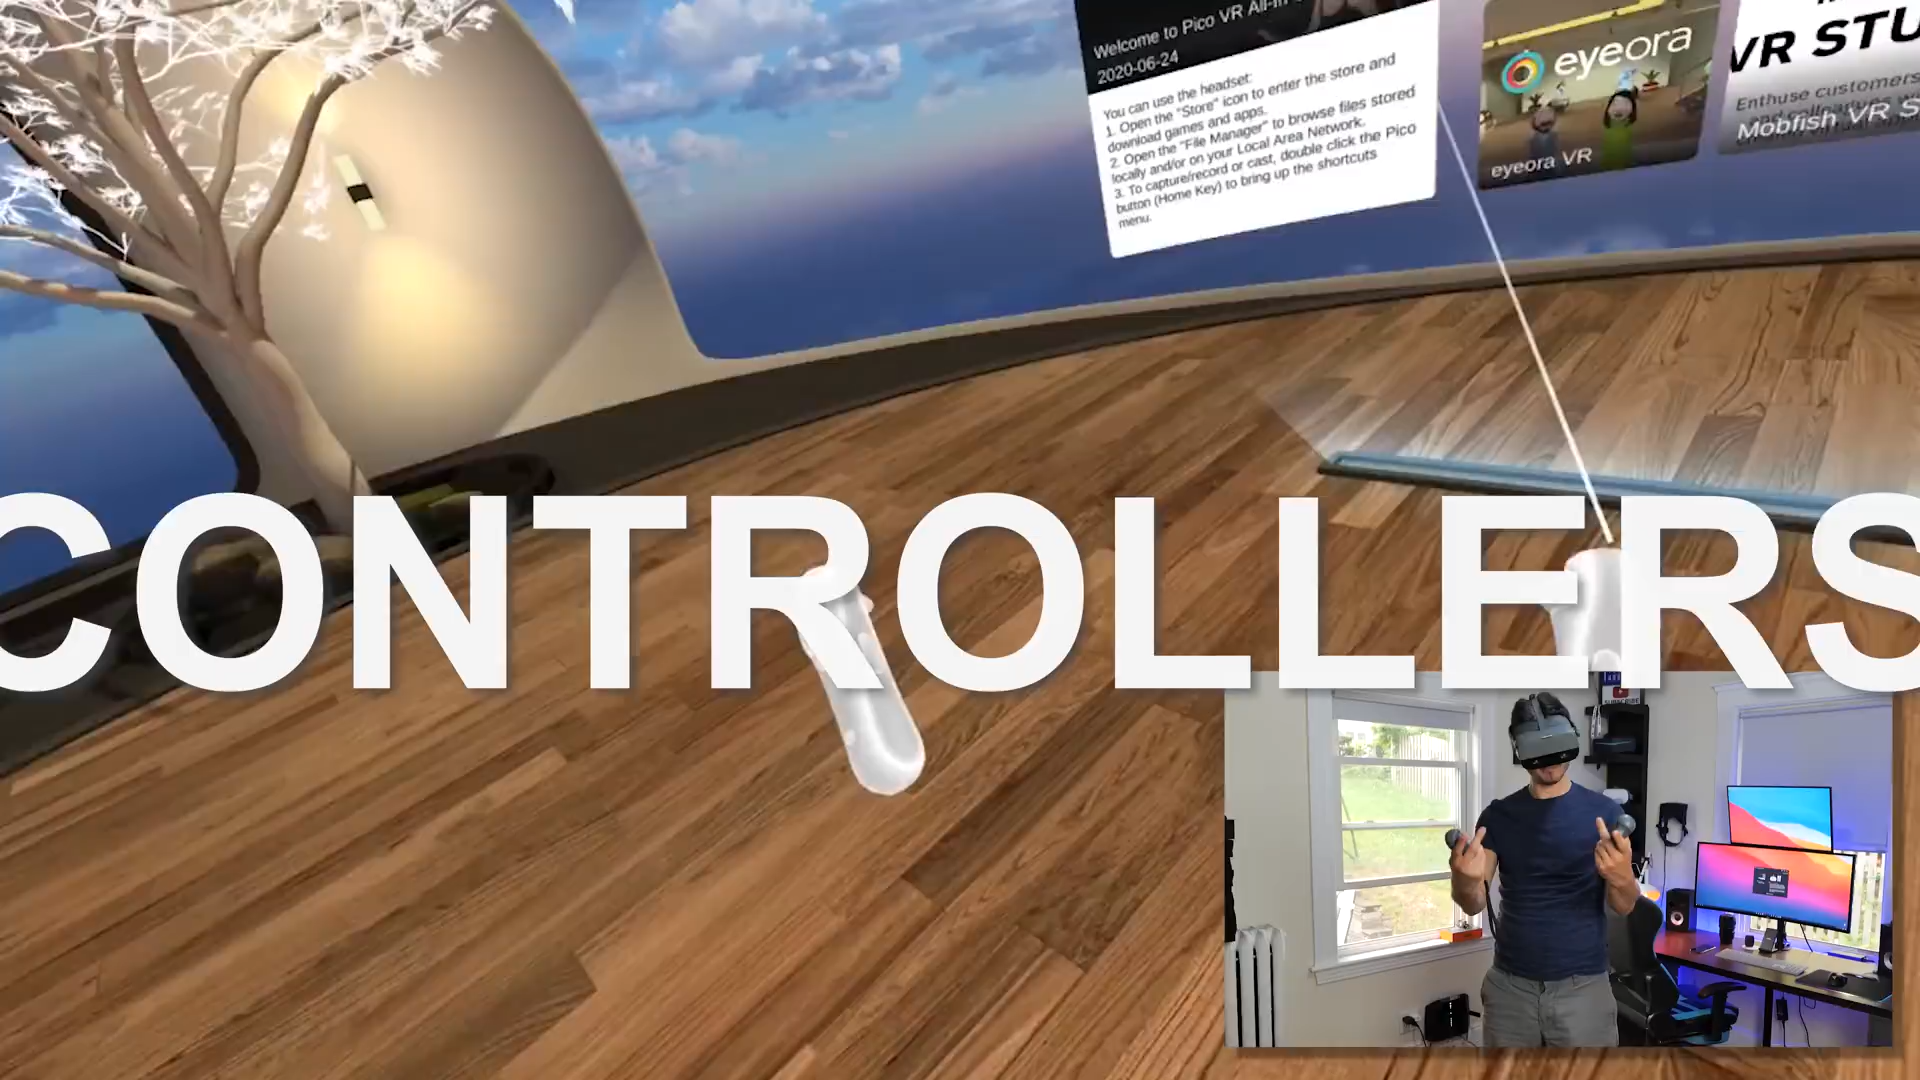 Welcome to Pico VR All-in-
2020-06-24
You can use the headset:
1. Open the "Store" icon to enter the store and
download games and apps.
2. Open the "File Manager" to browse files stored
locally and/or on your Local Area Network.
3. To capture/record or cast, double click the Pico
button (Home Key) to bring up the shortcuts
menu.
eyeora
eyeora VR
VR STU
Enthuse customers
Mobfish VR S
CONTROLLERS
SUBSCRIBE